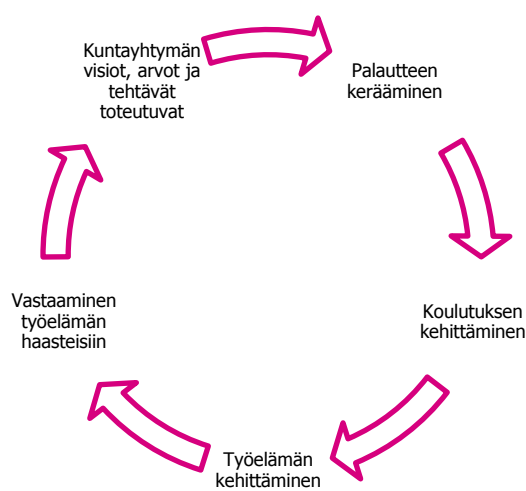 Kuntayhtymän
visiot, arvot ja
tehtävät
toteutuvat
Palautteen
kerääminen
Koulutuksen
kehittäminen
Työelämän
kehittäminen
Vastaaminen
työelämän
haasteisiin